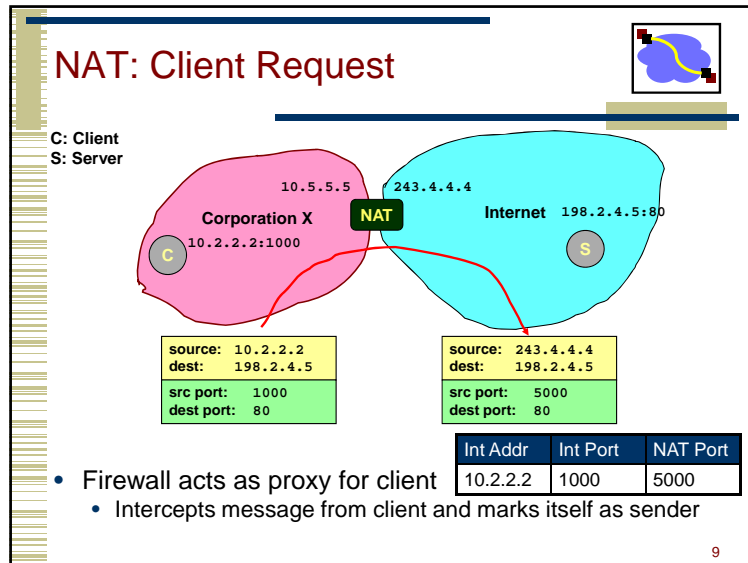 NAT: Client Request
C: Client
S: Server
10.5.5.5
243.4.4.4
Corporation X
NAT
Internet
198.2.4.5:80
10.2.2.2:1000
C
S
source: 10.2.2.2
dest: 198.2.4.5
src port: 1000
dest port: 80
source: 243.4.4.4
dest: 198.2.4.5
src port: 5000
dest port: 80
Int Addr Int Port NAT Port
10.2.2.2 1000 5000
• Firewall acts as proxy for client
• Intercepts message from client and marks itself as sender
9